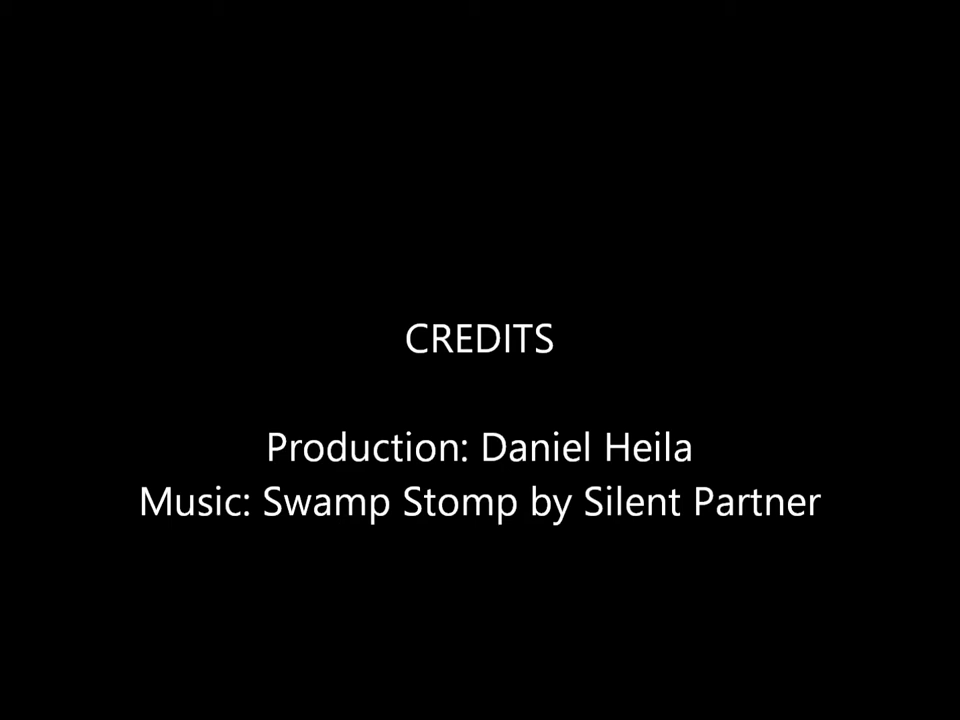 CREDITS
Production: Daniel Heila
Music: Swamp Stomp by Silent Partner